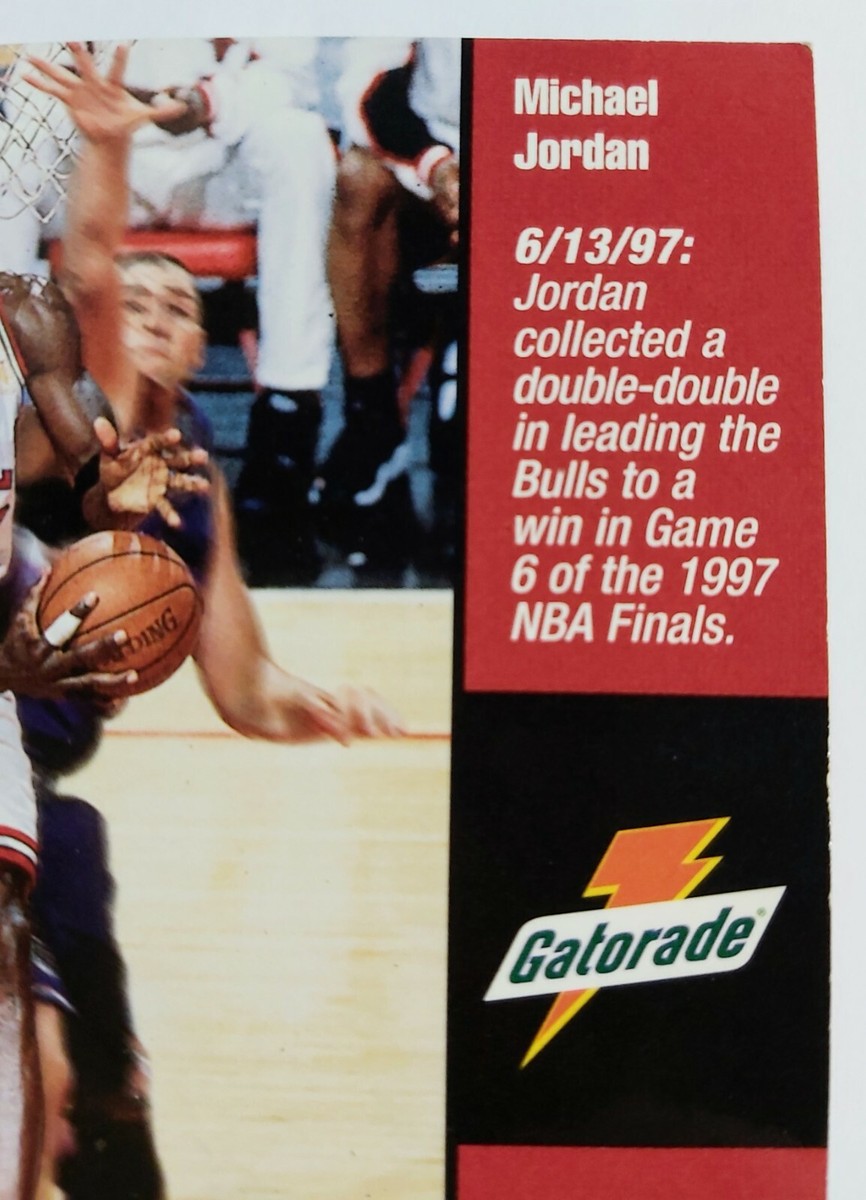 Michael
Jordan
6/13/97:
Jordan
collected a
double-double
in leading the
Bulls to a
win in Game
6 of the 1997
NBA Finals.
Gatorade®